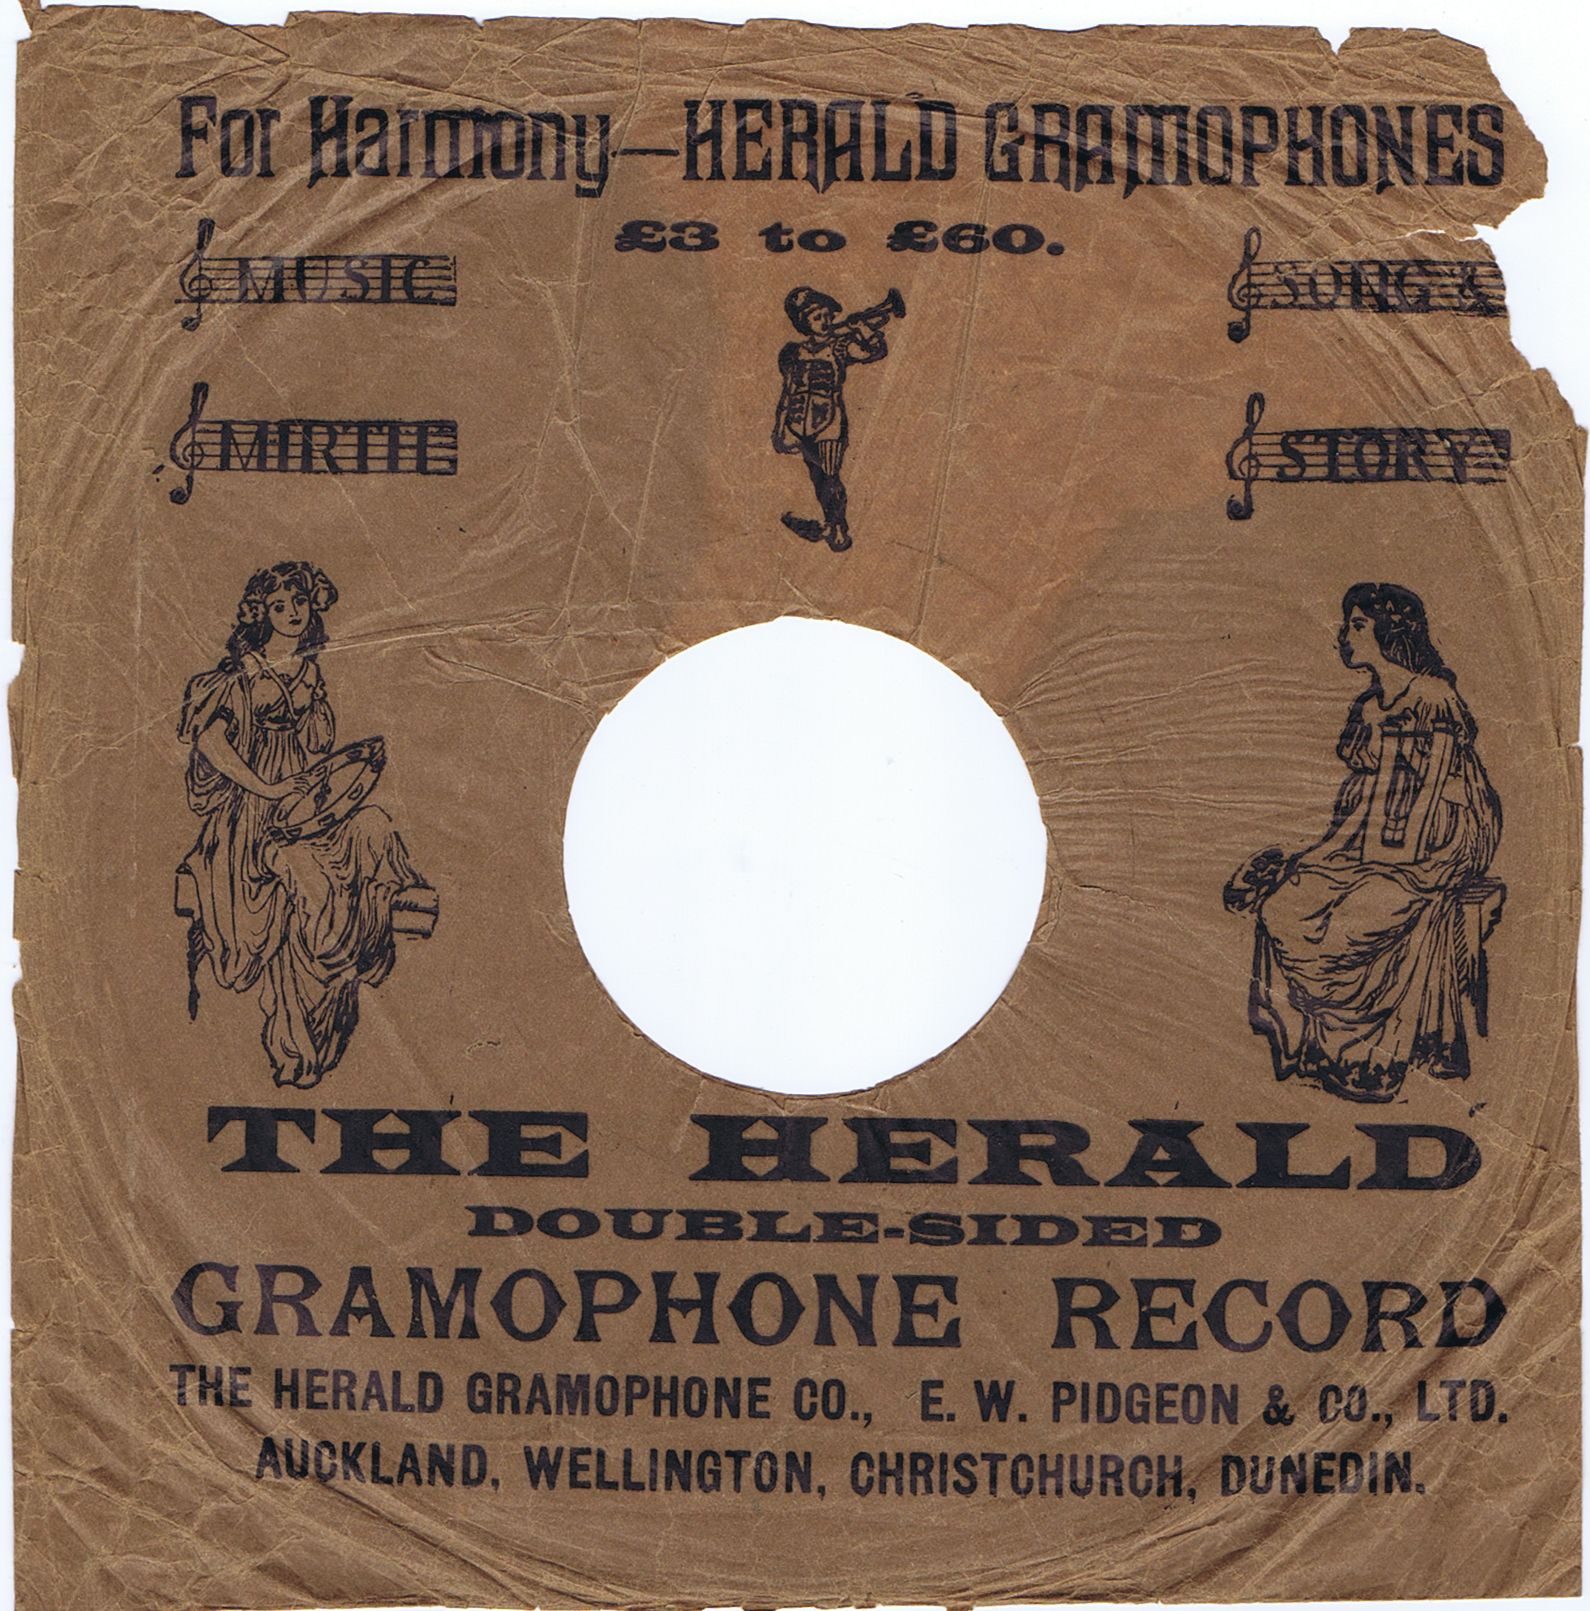 For Harmony—HERALD GRAMOPHONES
£3 to £60.
MUSIC
SONG &
MIRTH
STORY
THE HERALD
DOUBLE-SIDED
GRAMOPHONE RECORD
THE HERALD GRAMOPHONE CO., E. W. PIDGEON & CO., LTD.
AUCKLAND, WELLINGTON, CHRISTCHURCH, DUNEDIN.